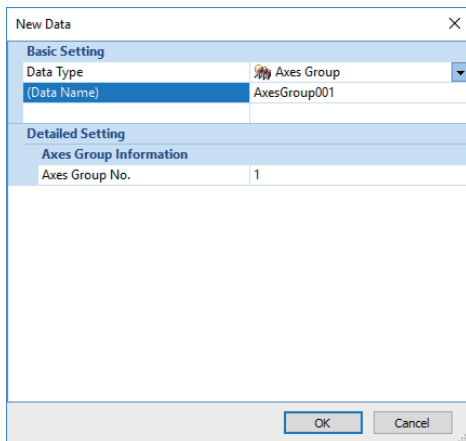 New Data
Basic Setting
Data Type Axes Group
(Data Name) AxesGroup001
Detailed Setting
Axes Group Information
Axes Group No. 1
OK Cancel